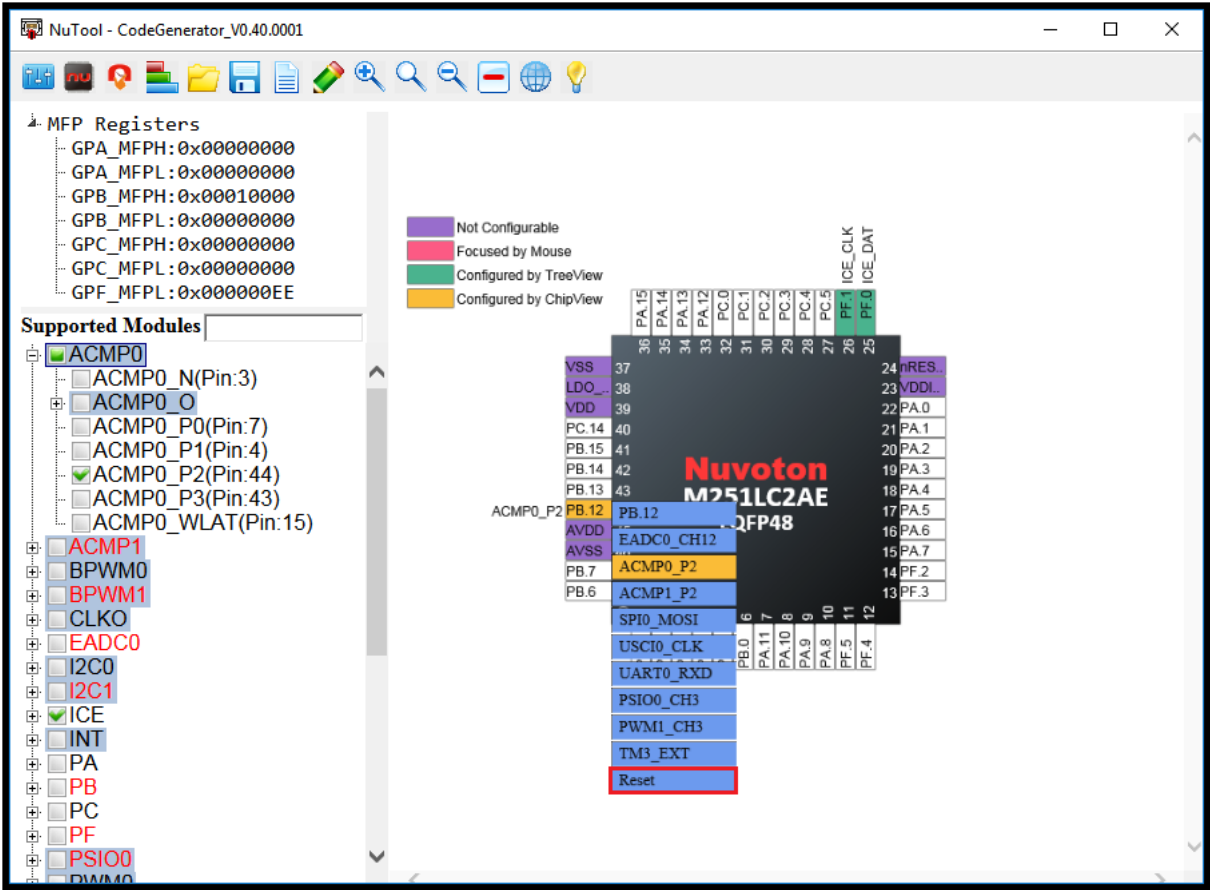 NuTool - CodeGenerator_V0.40.0001
MFP Registers
GPA_MFPH:0x00000000
GPA_MFPL:0x00000000
GPB_MFPH:0x00010000
GPB_MFPL:0x00000000
GPC_MFPH:0x00000000
GPC_MFPL:0x00000000
GPF_MFPL:0x000000EE
Supported Modules
ACMP0
ACMP0_N(Pin:3)
ACMP0_O
ACMP0_P0(Pin:7)
ACMP0_P1(Pin:4)
ACMP0_P2(Pin:44)
ACMP0_P3(Pin:43)
ACMP0_WLAT(Pin:15)
ACMP1
BPWM0
BPWM1
CLKO
EADC0
I2C0
I2C1
ICE
INT
PA
PB
PC
PF
PSIO0
PWM0
Not Configurable
Focused by Mouse
Configured by TreeView
Configured by ChipView
ICE_CLK
ICE_DAT
PA.15
PA.14
PA.13
PA.12
PC.0
PC.1
PC.2
PC.3
PC.4
PC.5
PF.1
PF.0
36
35
34
33
32
31
30
29
28
27
26
25
VSS 37
LDO_.. 38
VDD 39
PC.14 40
PB.15 41
PB.14 42
PB.13 43
ACMP0_P2 PB.12
AVDD
AVSS
PB.7
PB.6
Nuvoton
M251LC2AE
QFP48
24 nRES..
23 VDDI..
22 PA.0
21 PA.1
20 PA.2
19 PA.3
18 PA.4
17 PA.5
16 PA.6
15 PA.7
14 PF.2
13 PF.3
PB.12
EADC0_CH12
ACMP0_P2
ACMP1_P2
SPI0_MOSI
USCI0_CLK
UART0_RXD
PSIO0_CH3
PWM1_CH3
TM3_EXT
Reset
6
7
8
9
10
11
12
PB.0
PA.11
PA.10
PA.9
PA.8
PF.5
PF.4